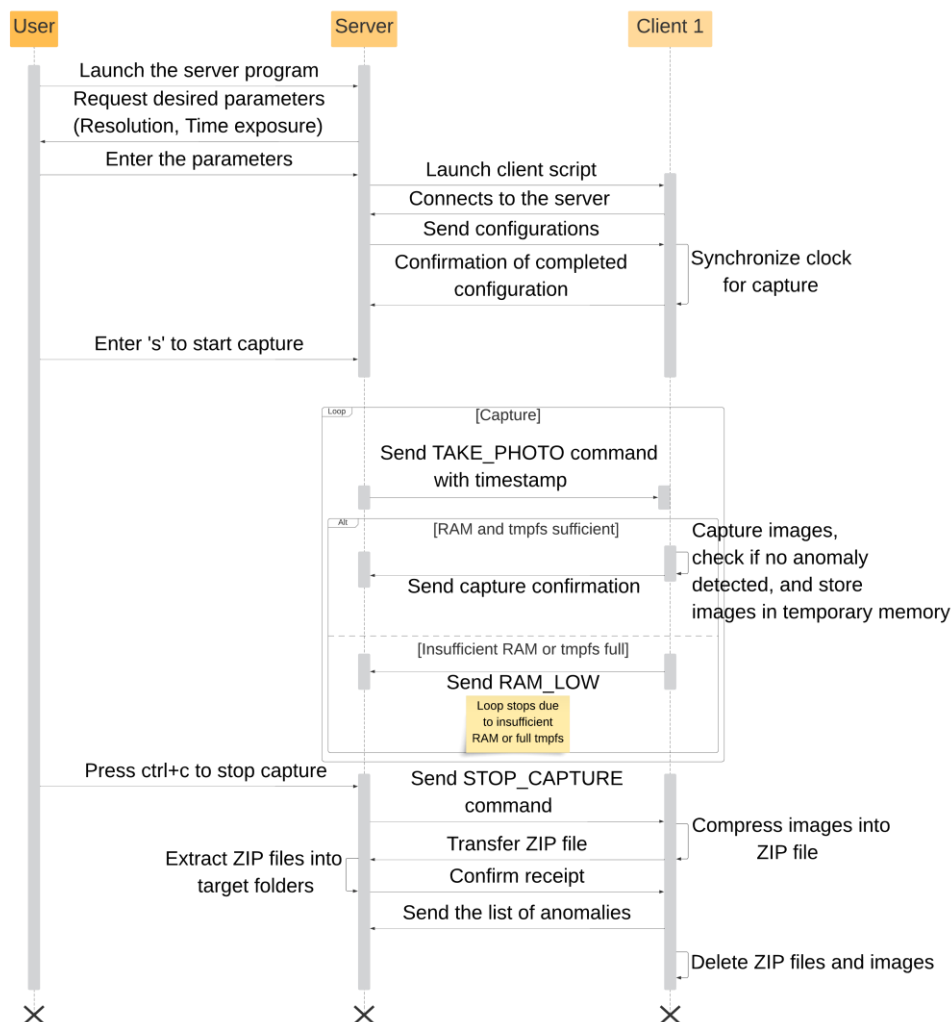 User
Server
Client 1
Launch the server program
Request desired parameters
(Resolution, Time exposure)
Enter the parameters
Launch client script
Connects to the server
Send configurations
Synchronize clock
for capture
Confirmation of completed
configuration
Enter 's' to start capture
Loop
[Capture]
Send TAKE_PHOTO command
with timestamp
Alt
[RAM and tmpfs sufficient]
Capture images,
check if no anomaly
detected, and store
images in temporary memory
Send capture confirmation
[Insufficient RAM or tmpfs full]
Send RAM_LOW
Loop stops due
to insufficient
RAM or full tmpfs
Press ctrl+c to stop capture
Send STOP_CAPTURE
command
Compress images into
ZIP file
Transfer ZIP file
Extract ZIP files into
target folders
Confirm receipt
Send the list of anomalies
Delete ZIP files and images